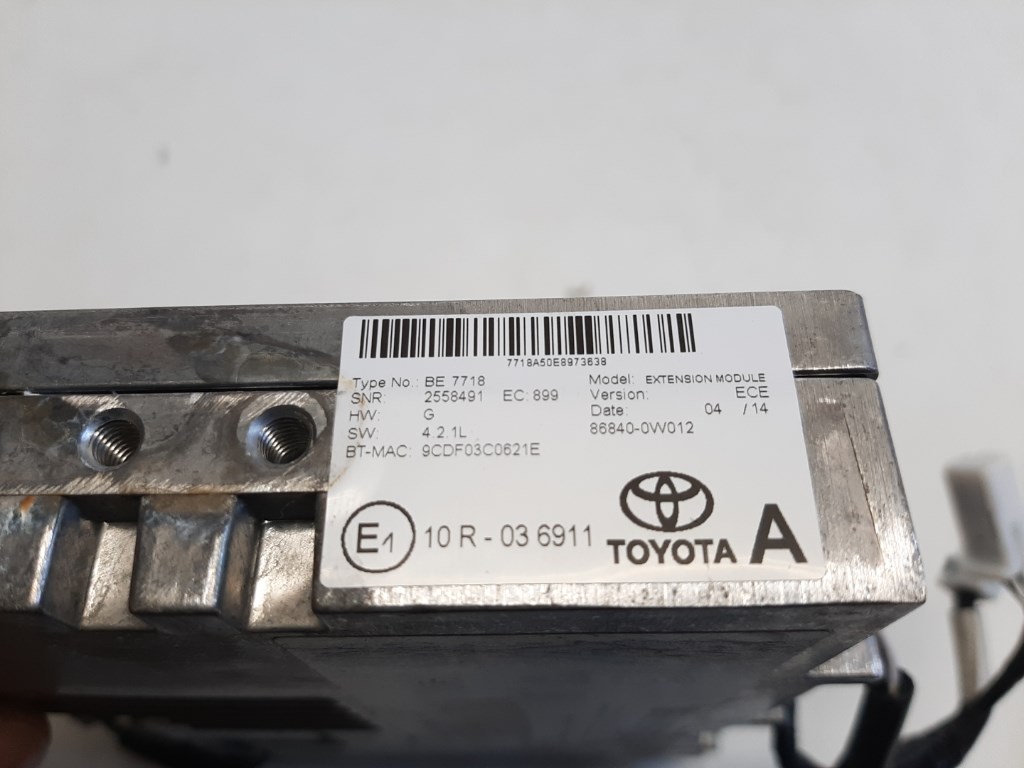 7718A50E8973638
Type No.: BE 7718 Model: EXTENSION MODULE
SNR: 2558491 EC: 899 Version: ECE
HW: G Date: 04 / 14
SW: 4.2.1L 86840-0W012
BT-MAC: 9CDF03C0621E
E1 10 R - 03 6911 TOYOTA A